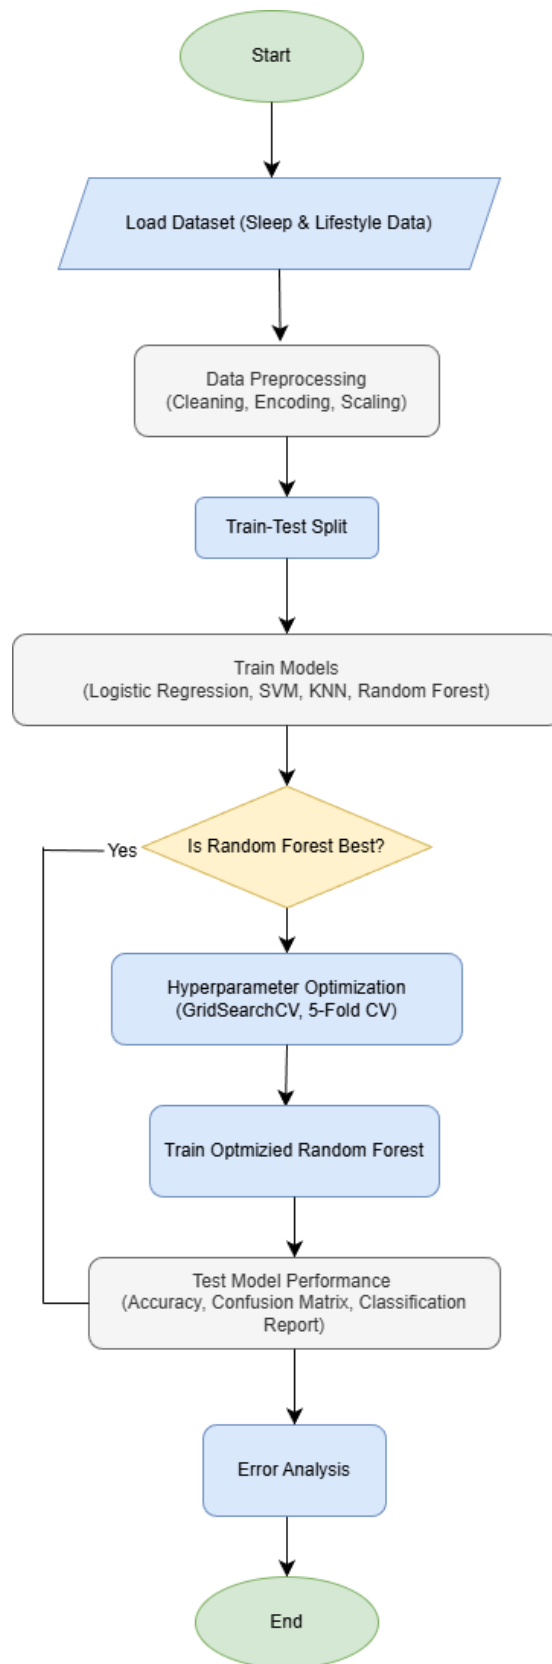 Start
Load Dataset (Sleep & Lifestyle Data)
Data Preprocessing
(Cleaning, Encoding, Scaling)
Train-Test Split
Train Models
(Logistic Regression, SVM, KNN, Random Forest)
Is Random Forest Best?
Yes
Hyperparameter Optimization
(GridSearchCV, 5-Fold CV)
Train Optmizied Random Forest
Test Model Performance
(Accuracy, Confusion Matrix, Classification
Report)
Error Analysis
End